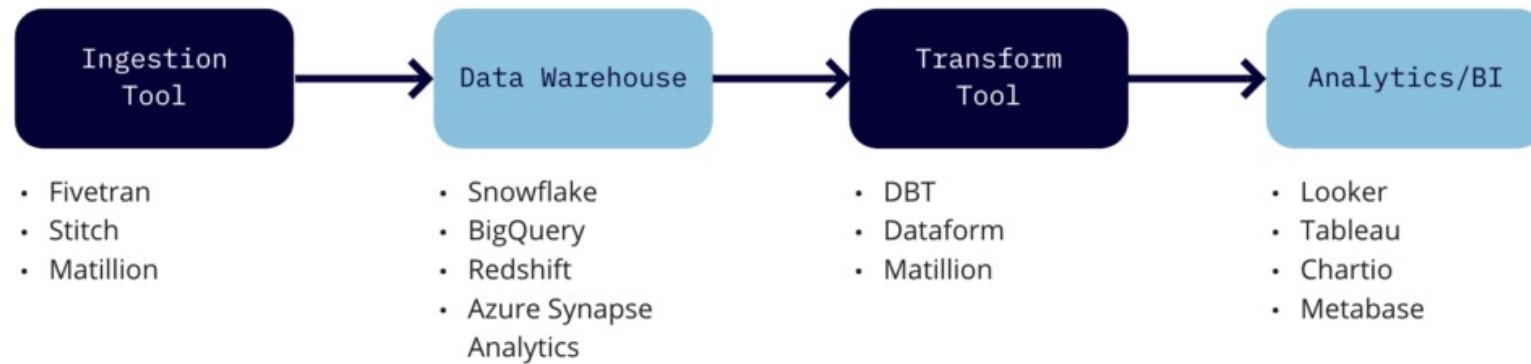 Ingestion
Tool
Data Warehouse
Transform
Tool
Analytics/BI
• Fivetran
• Stitch
• Matillion
• Snowflake
• BigQuery
• Redshift
• Azure Synapse
Analytics
• DBT
• Dataform
• Matillion
• Looker
• Tableau
• Chartio
• Metabase